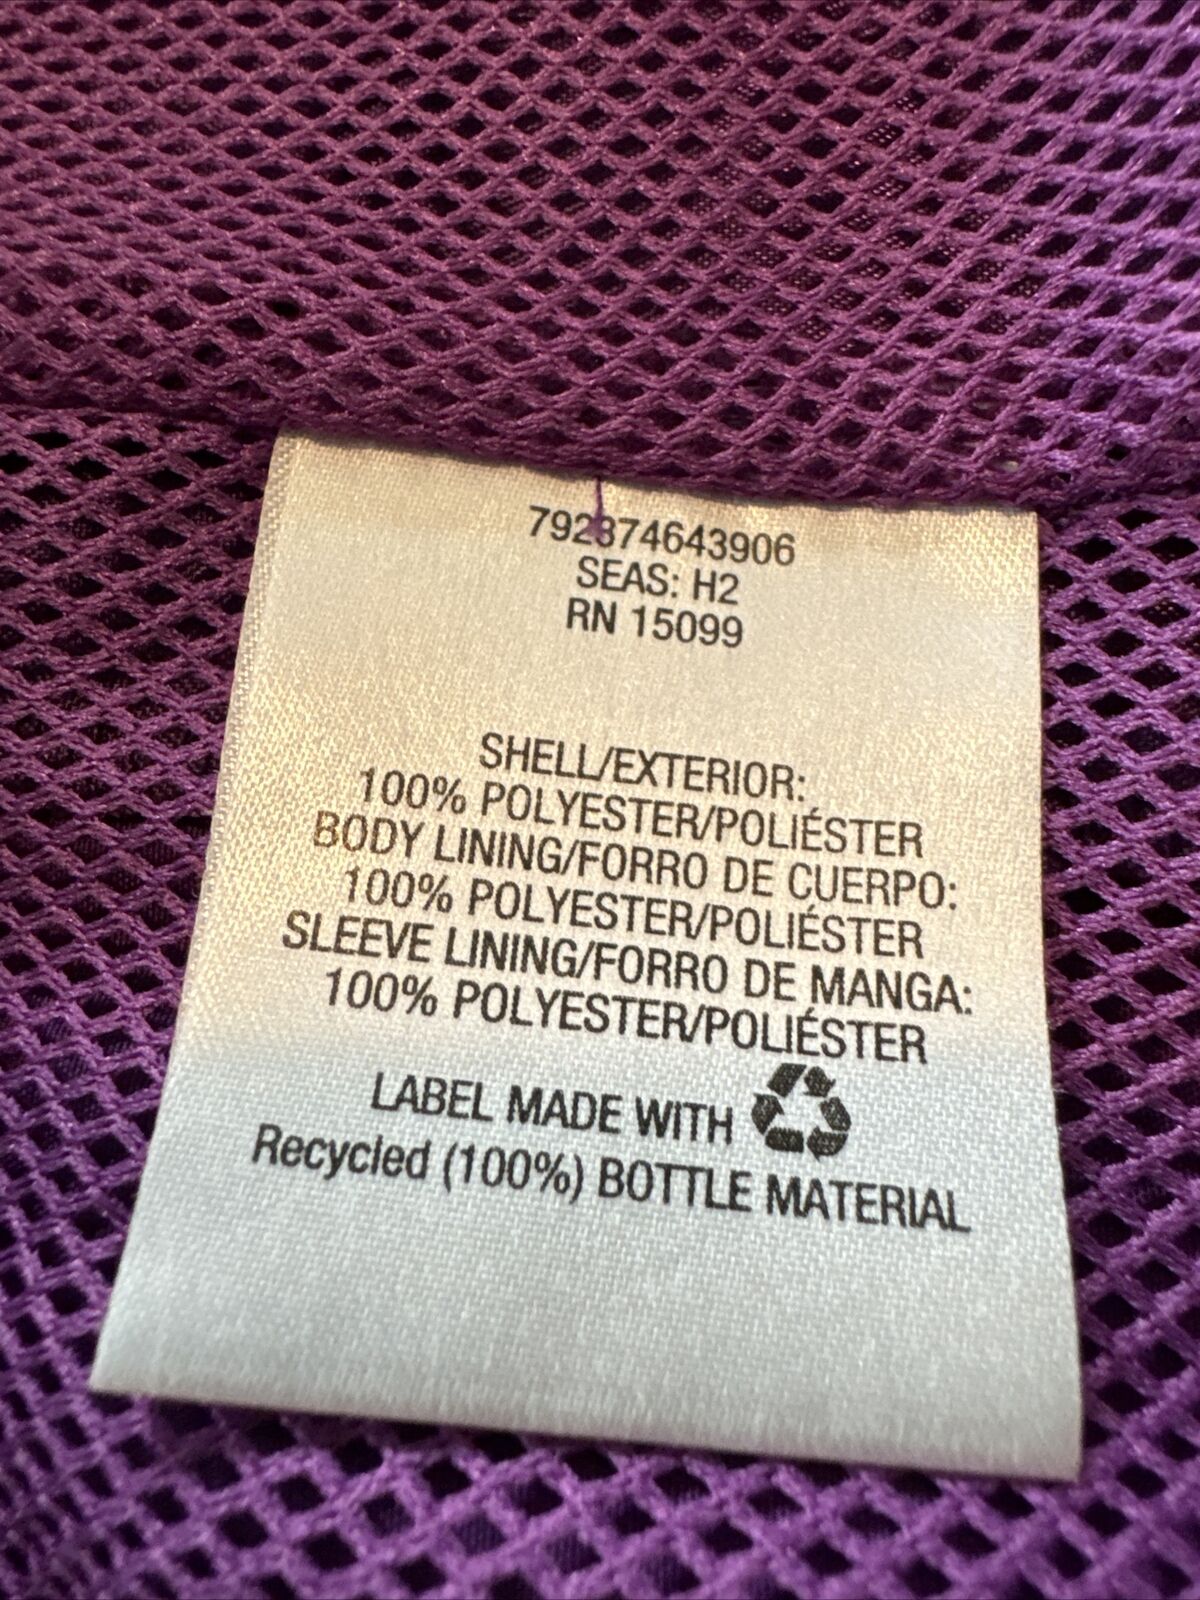 792374643906
SEAS: H2
RN 15099
SHELL/EXTERIOR:
100% POLYESTER/POLIÉSTER
BODY LINING/FORRO DE CUERPO:
100% POLYESTER/POLIÉSTER
SLEEVE LINING/FORRO DE MANGA:
100% POLYESTER/POLIÉSTER
LABEL MADE WITH
Recycled (100%) BOTTLE MATERIAL